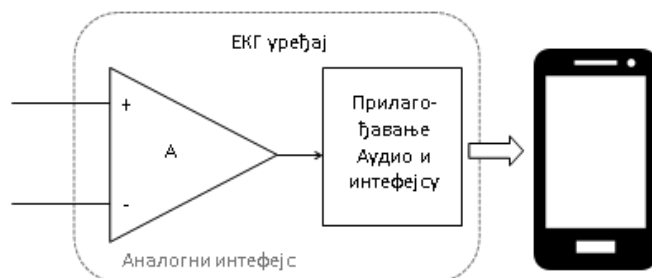 ЕКГ уређај
+
А
-
Прилаго-
ђавање
Аудио и
интефејсу
Аналогни интефејс